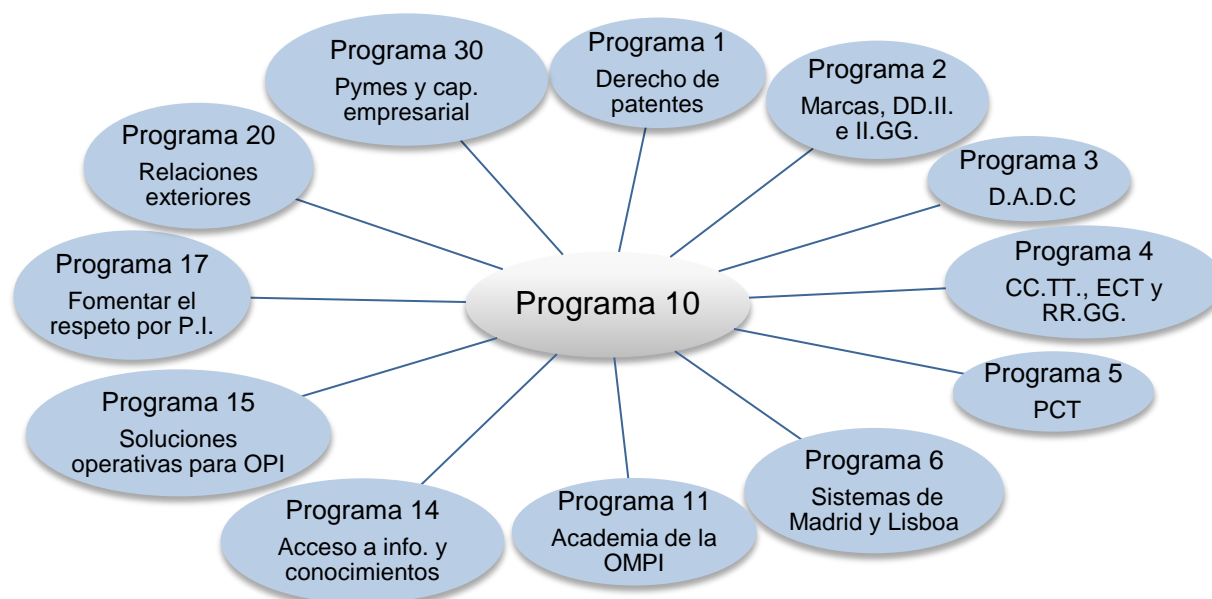 Programa 30
Pymes y cap.
empresarial
Programa 1
Derecho de
patentes
Programa 2
Marcas, DD.II.
e II.GG.
Programa 20
Relaciones
exteriores
Programa 3
D.A.D.C
Programa 17
Fomentar el
respeto por P.I.
Programa 10
Programa 4
CC.TT., ECT y
RR.GG.
Programa 15
Soluciones
operativas para OPI
Programa 5
PCT
Programa 14
Acceso a info. y
conocimientos
Programa 11
Academia de la
OMPI
Programa 6
Sistemas de
Madrid y Lisboa